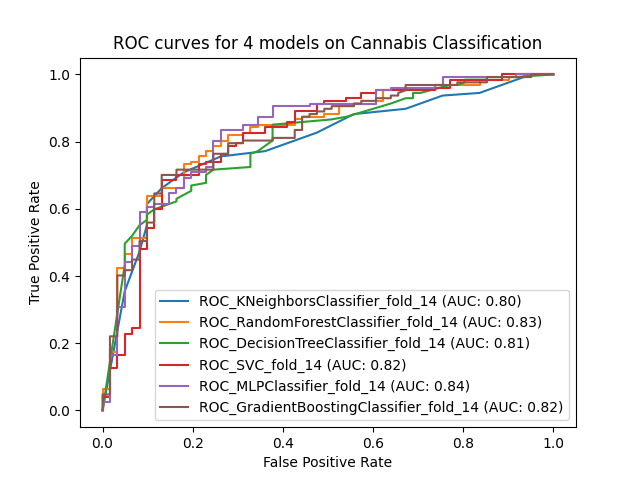 ROC curves for 4 models on Cannabis Classification
True Positive Rate
1.0
0.8
0.6
0.4
0.2
0.0
ROC_KNeighborsClassifier_fold_14 (AUC: 0.80)
ROC_RandomForestClassifier_fold_14 (AUC: 0.83)
ROC_DecisionTreeClassifier_fold_14 (AUC: 0.81)
ROC_SVC_fold_14 (AUC: 0.82)
ROC_MLPClassifier_fold_14 (AUC: 0.84)
ROC_GradientBoostingClassifier_fold_14 (AUC: 0.82)
0.0 0.2 0.4 0.6 0.8 1.0
False Positive Rate